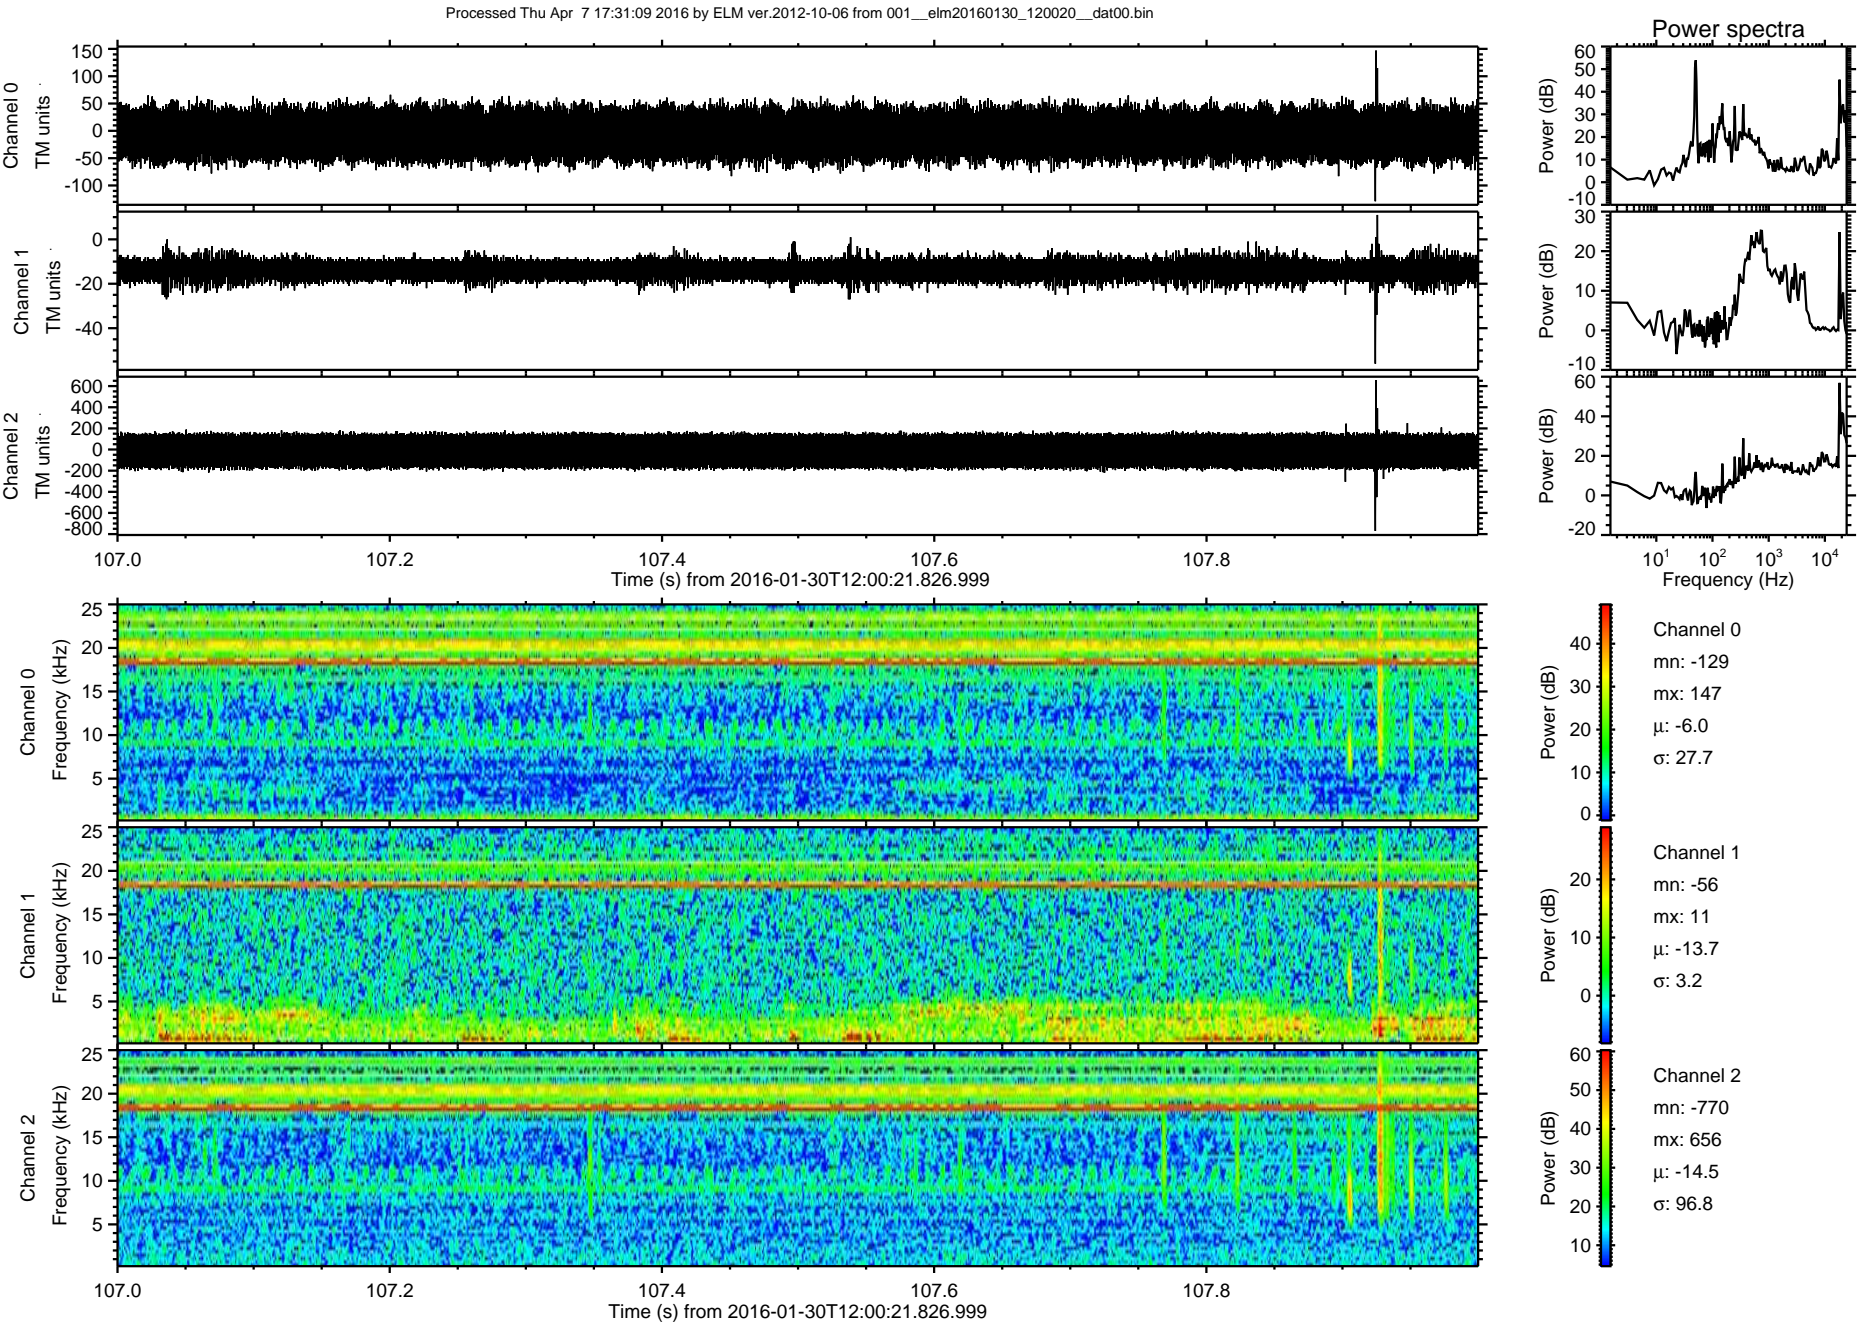 Processed Thu Apr  7 17:31:09 2016 by ELM ver.2012-10-06 from 001__elm20160130_120020__dat00.bin
Power spectra
Channel 0
TM units
150
100
50
0
-50
-100
Power (dB)
60
50
40
30
20
10
0
-10
Channel 1
TM units
0
-20
-40
Power (dB)
30
20
10
0
-10
Channel 2
TM units
600
400
200
0
-200
-400
-600
-800
Power (dB)
60
40
20
0
-20
107.0 107.2 107.4 107.6 107.8
Time (s) from 2016-01-30T12:00:21.826.999
10¹ 10² 10³ 10⁴
Frequency (Hz)
Channel 0
Frequency (kHz)
25
20
15
10
5
Power (dB)
40
30
20
10
0
Channel 0
mn: -129
mx: 147
μ: -6.0
σ: 27.7
Channel 1
Frequency (kHz)
25
20
15
10
5
Power (dB)
20
10
0
Channel 1
mn: -56
mx: 11
μ: -13.7
σ: 3.2
Channel 2
Frequency (kHz)
25
20
15
10
5
Power (dB)
60
50
40
30
20
10
Channel 2
mn: -770
mx: 656
μ: -14.5
σ: 96.8
107.0 107.2 107.4 107.6 107.8
Time (s) from 2016-01-30T12:00:21.826.999